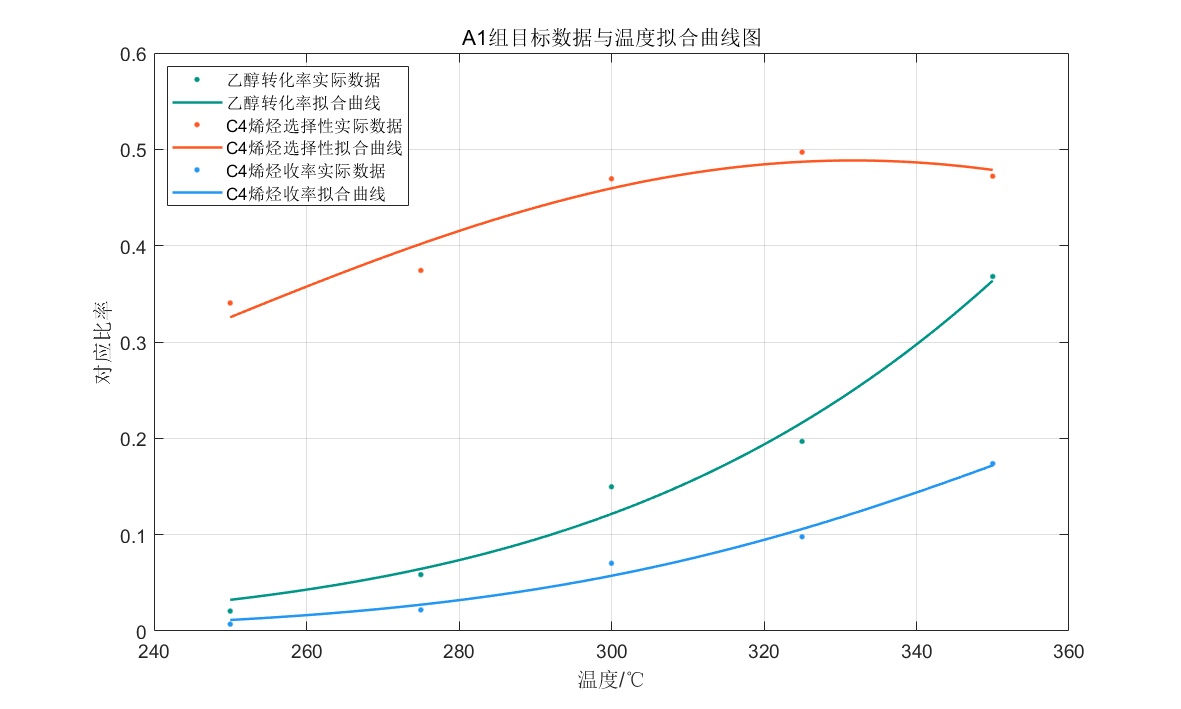 A1组目标数据与温度拟合曲线图
0.6
0.5
0.4
0.3
0.2
0.1
0
乙醇转化率实际数据
乙醇转化率拟合曲线
C4烯烃选择性实际数据
C4烯烃选择性拟合曲线
C4烯烃收率实际数据
C4烯烃收率拟合曲线
对应比率
240 260 280 300 320 340 360
温度/℃